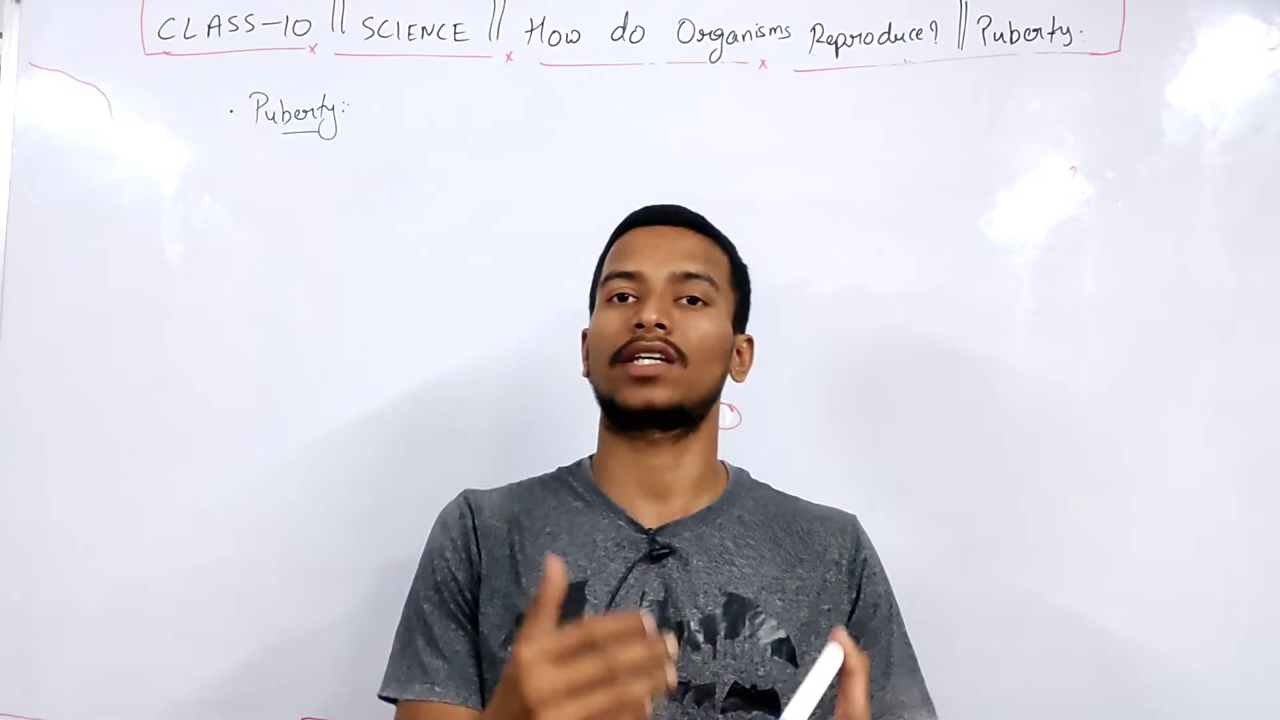 CLASS-10 || SCIENCE || How do Organisms Reproduce? || Puberty.
· Puberty: